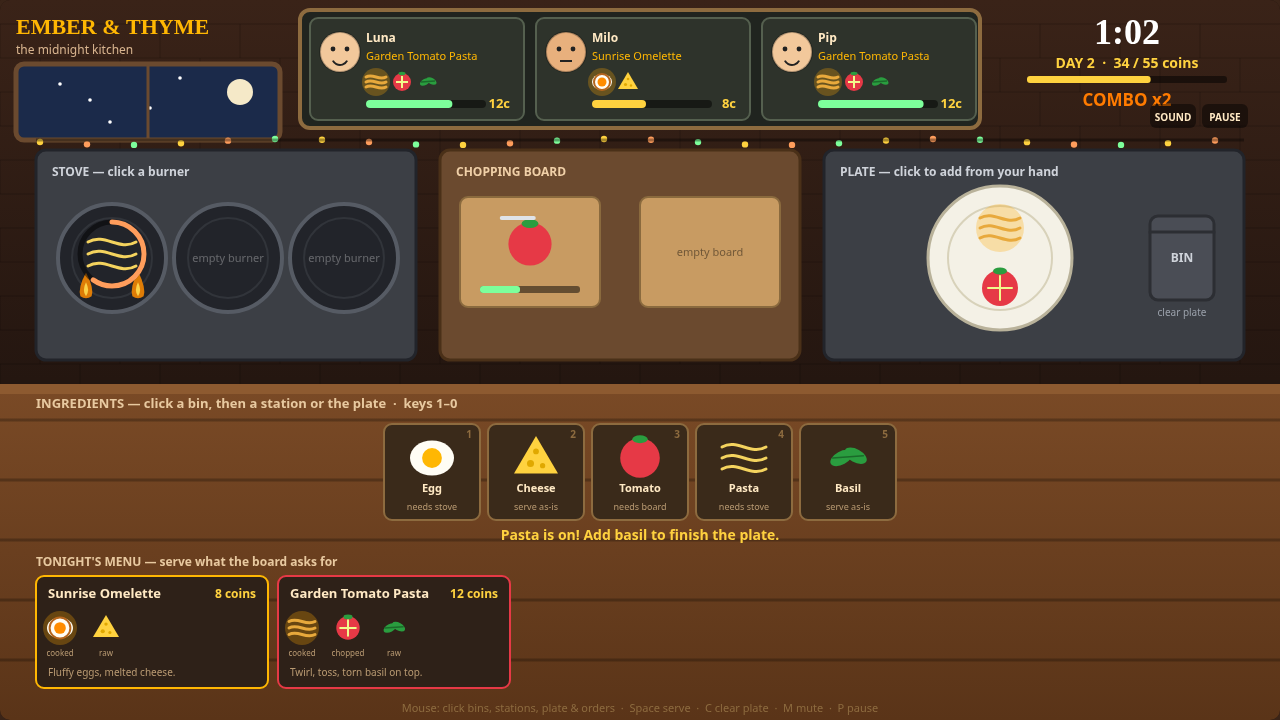 EMBER & THYME
the midnight kitchen
Luna
Garden Tomato Pasta
12c
Milo
Sunrise Omelette
8c
Pip
Garden Tomato Pasta
12c
1:02
DAY 2 · 34 / 55 coins
COMBO x2
SOUND
PAUSE
STOVE — click a burner
empty burner
empty burner
CHOPPING BOARD
empty board
PLATE — click to add from your hand
BIN
clear plate
INGREDIENTS — click a bin, then a station or the plate · keys 1–0
1
Egg
needs stove
2
Cheese
serve as-is
3
Tomato
needs board
4
Pasta
needs stove
5
Basil
serve as-is
Pasta is on! Add basil to finish the plate.
TONIGHT'S MENU — serve what the board asks for
Sunrise Omelette 8 coins
cooked raw
Fluffy eggs, melted cheese.
Garden Tomato Pasta 12 coins
cooked chopped raw
Twirl, toss, torn basil on top.
Mouse: click bins, stations, plate & orders · Space serve · C clear plate · M mute · P pause